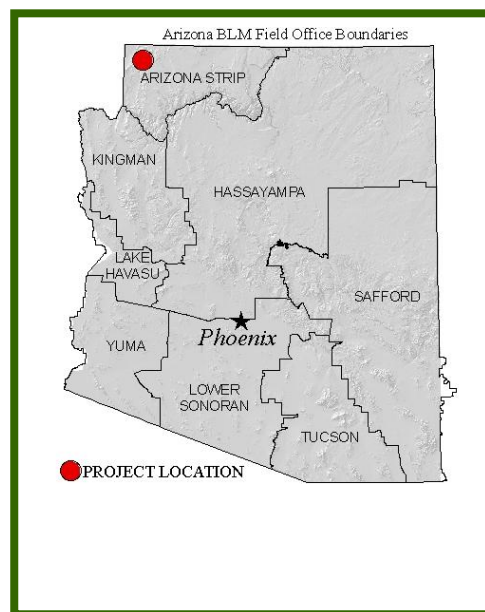 Arizona BLM Field Office Boundaries
ARIZONA STRIP
KINGMAN
HASSAYAMPA
LAKE
HAVASU
SAFFORD
Phoenix
YUMA
LOWER
SONORAN
TUCSON
PROJECT LOCATION